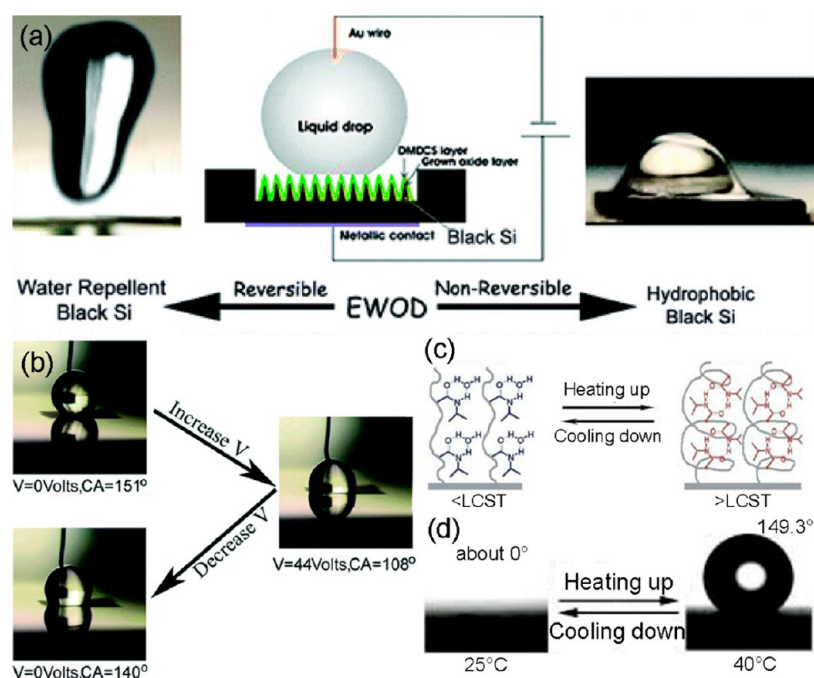 (a)
Au wire
Liquid drop
DMDCS layer
Grown oxide layer
Metallic contact
Black Si
Water Repellent
Black Si
Reversible
EWOD
Non-Reversible
Hydrophobic
Black Si
(b)
V=0Volts,CA=151°
Increase V
V=44Volts,CA=108°
Decrease V
V=0Volts,CA=140°
(c)
O H-O-H
N-H
O H-O-H
N-H
<LCST
Heating up
Cooling down
>LCST
(d)
about 0°
25°C
Heating up
Cooling down
149.3°
40°C